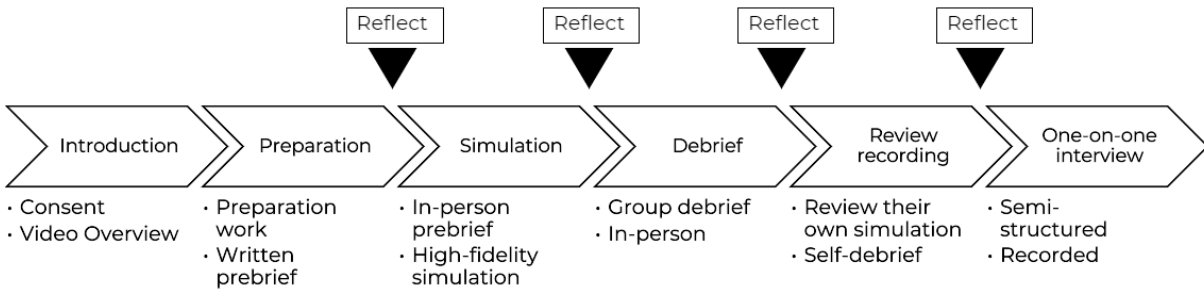 Reflect
Reflect
Reflect
Reflect
Introduction
Preparation
Simulation
Debrief
Review
recording
One-on-one
interview
· Consent
· Video Overview
· Preparation
work
· Written
prebrief
· In-person
prebrief
· High-fidelity
simulation
· Group debrief
· In-person
· Review their
own simulation
· Self-debrief
· Semi-
structured
· Recorded